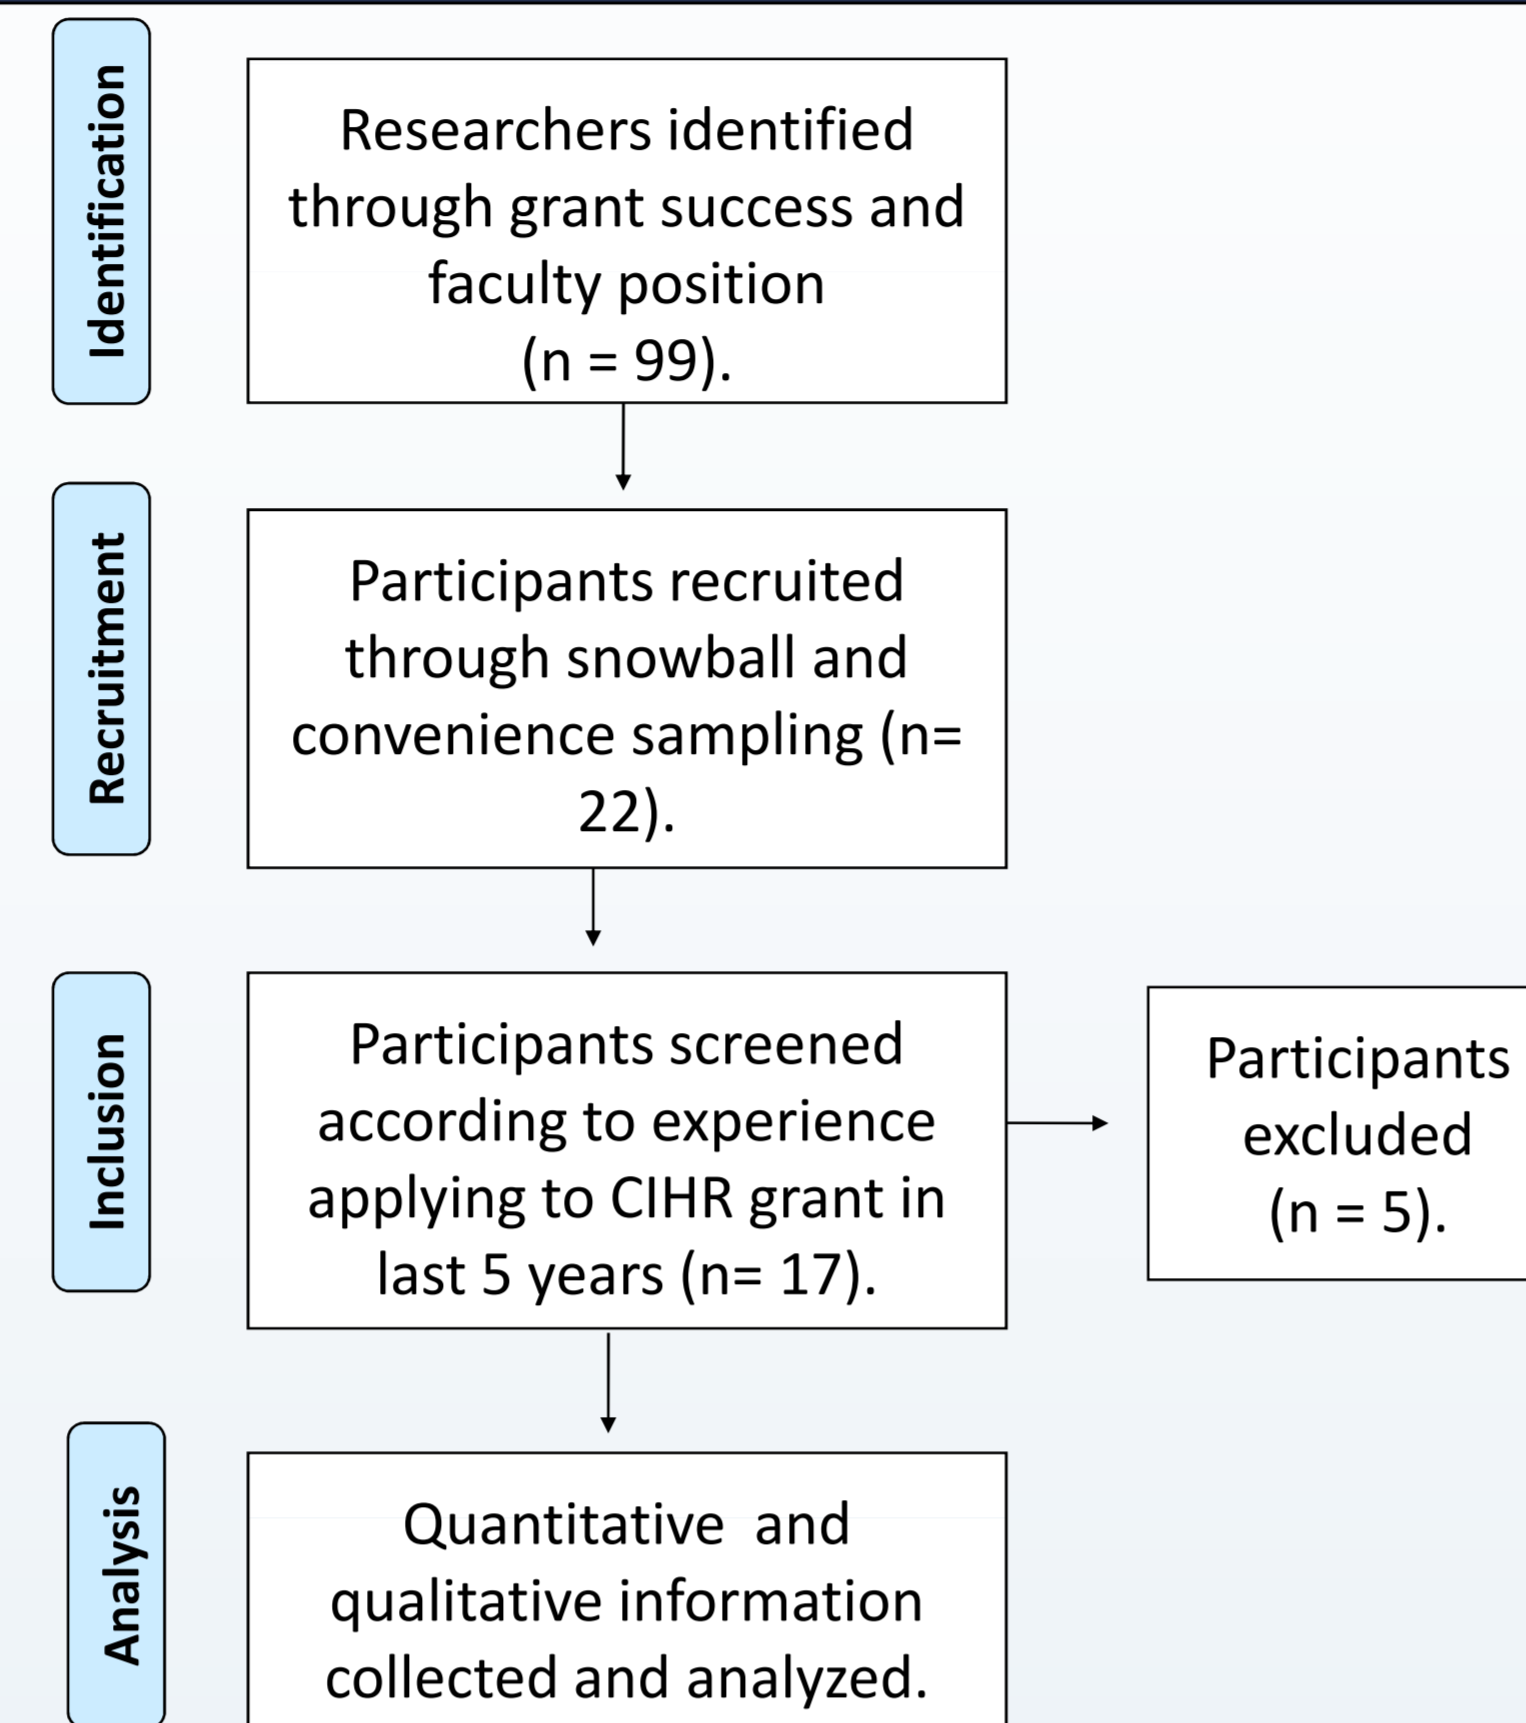 Identification
Researchers identified
through grant success and
faculty position
(n = 99).
Recruitment
Participants recruited
through snowball and
convenience sampling (n=
22).
Inclusion
Participants screened
according to experience
applying to CIHR grant in
last 5 years (n= 17).
Participants
excluded
(n = 5).
Analysis
Quantitative  and
qualitative information
collected and analyzed.